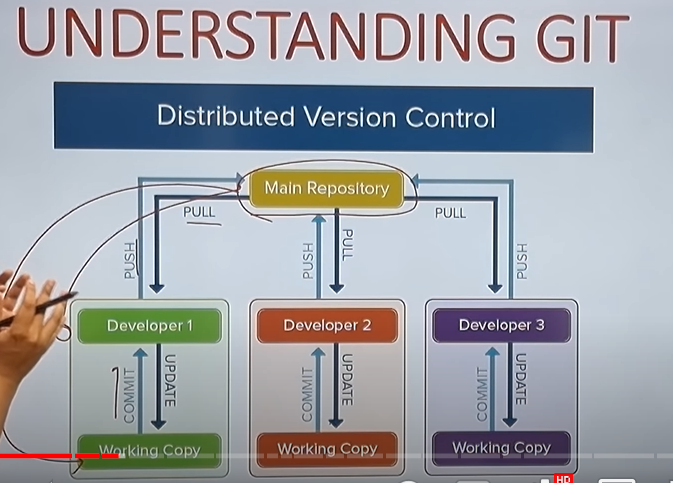 UNDERSTANDING GIT
Distributed Version Control
Main Repository
PULL
PULL
PUSH
PUSH
PULL
PUSH
Developer 1
Developer 2
Developer 3
COMMIT
UPDATE
COMMIT
UPDATE
COMMIT
UPDATE
Working Copy
Working Copy
Working Copy
HD